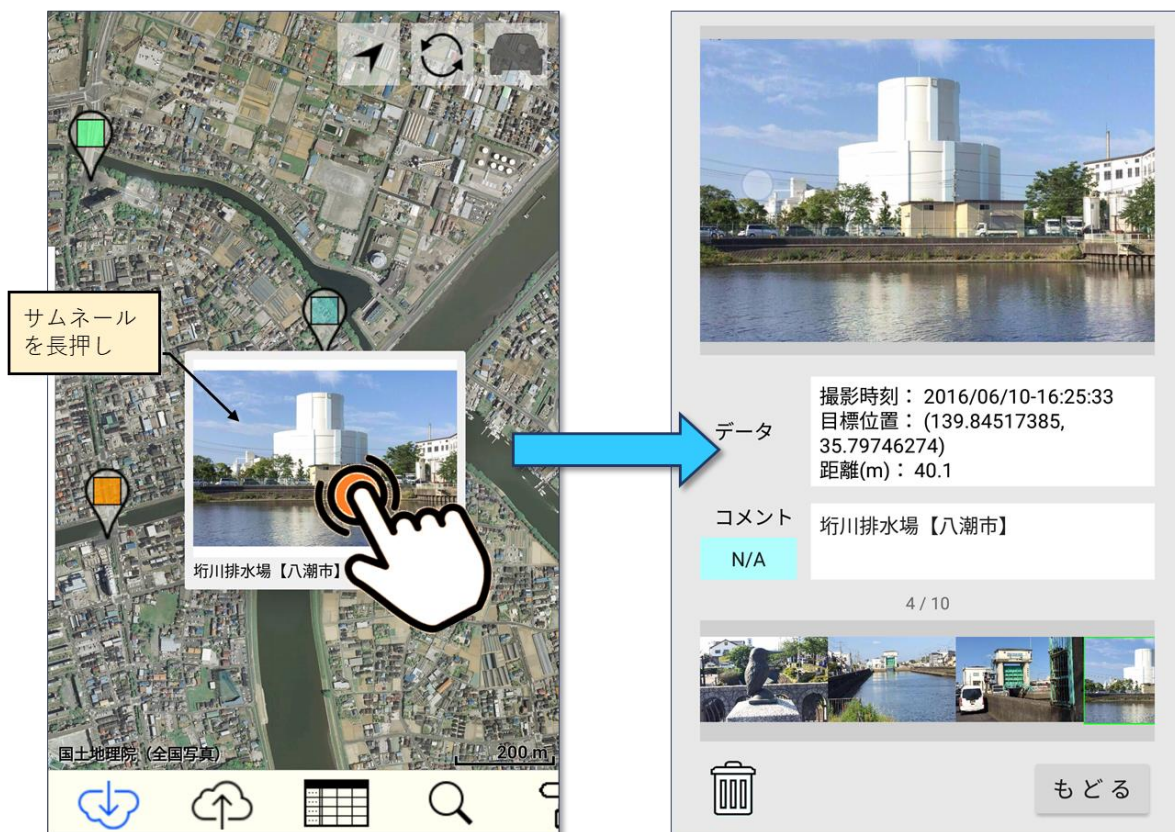 サムネール
を長押し
垳川排水場【八潮市】
国土地理院（全国写真）
200 m
データ
撮影時刻： 2016/06/10-16:25:33
目標位置： (139.84517385,
35.79746274)
距離(m)： 40.1
コメント
N/A
垳川排水場【八潮市】
4 / 10
もどる